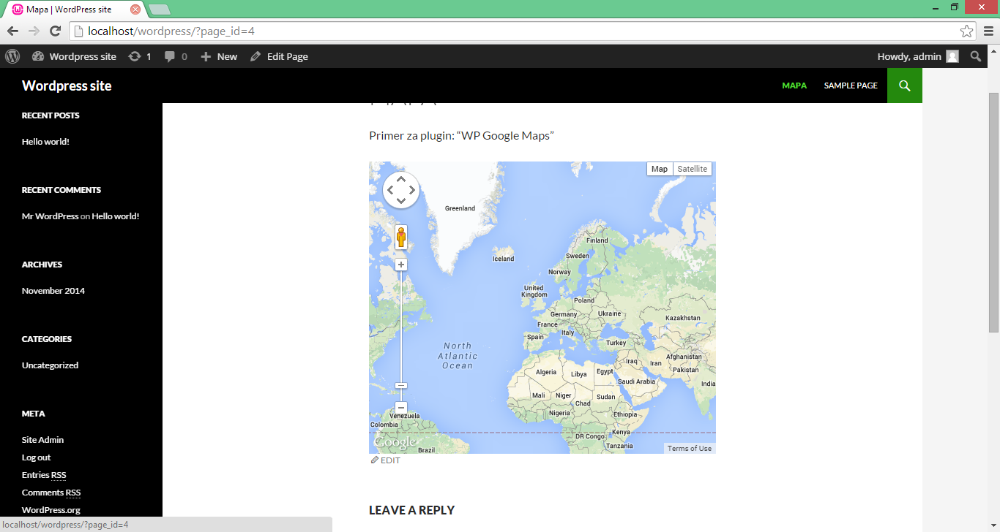 Mapa | WordPress site
localhost/wordpress/?page_id=4
Wordpress site 1 0 New Edit Page Howdy, admin
Wordpress site MAPA SAMPLE PAGE
RECENT POSTS
Hello world!
RECENT COMMENTS
Mr WordPress on Hello world!
ARCHIVES
November 2014
CATEGORIES
Uncategorized
META
Site Admin
Log out
Entries RSS
Comments RSS
WordPress.org
Primer za plugin: “WP Google Maps”
Map Satellite
Greenland
Finland
Iceland
Sweden
Norway
United
Kingdom
Poland
Germany
Ukraine
Kazakhstan
France
Spain
Italy
Turkey
North
Atlantic
Ocean
Iraq
Iran
Afghanistan
Pakistan
Algeria
Libya
Egypt
Saudi Arabia
India
Mali
Niger
Chad
Sudan
Nigeria
Ethiopia
Venezuela
Colombia
DR Congo
Kenya
Tanzania
Brazil
Google
Terms of Use
EDIT
LEAVE A REPLY
localhost/wordpress/?page_id=4